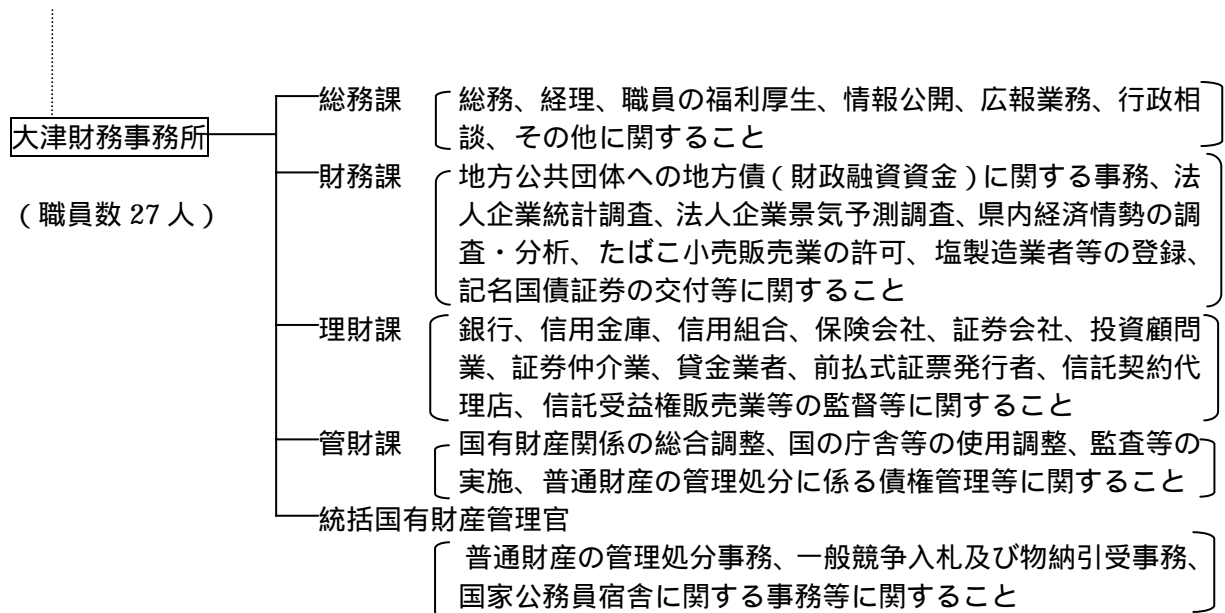 総務課 総務、経理、職員の福利厚生、情報公開、広報業務、行政相
大津財務事務所 談、その他に関すること
財務課 地方公共団体への地方債(財政融資資金)に関する事務、法
(職員数 27 人) 人企業統計調査、法人企業景気予測調査、県内経済情勢の調
査・分析、たばこ小売販売業の許可、塩製造業者等の登録、
記名国債証券の交付等に関すること
理財課 銀行、信用金庫、信用組合、保険会社、証券会社、投資顧問
業、証券仲介業、貸金業者、前払式証票発行者、信託契約代
理店、信託受益権販売業等の監督等に関すること
管財課 国有財産関係の総合調整、国の庁舎等の使用調整、監査等の
実施、普通財産の管理処分に係る債権管理等に関すること
統括国有財産管理官
普通財産の管理処分事務、一般競争入札及び物納引受事務、
国家公務員宿舎に関する事務等に関すること